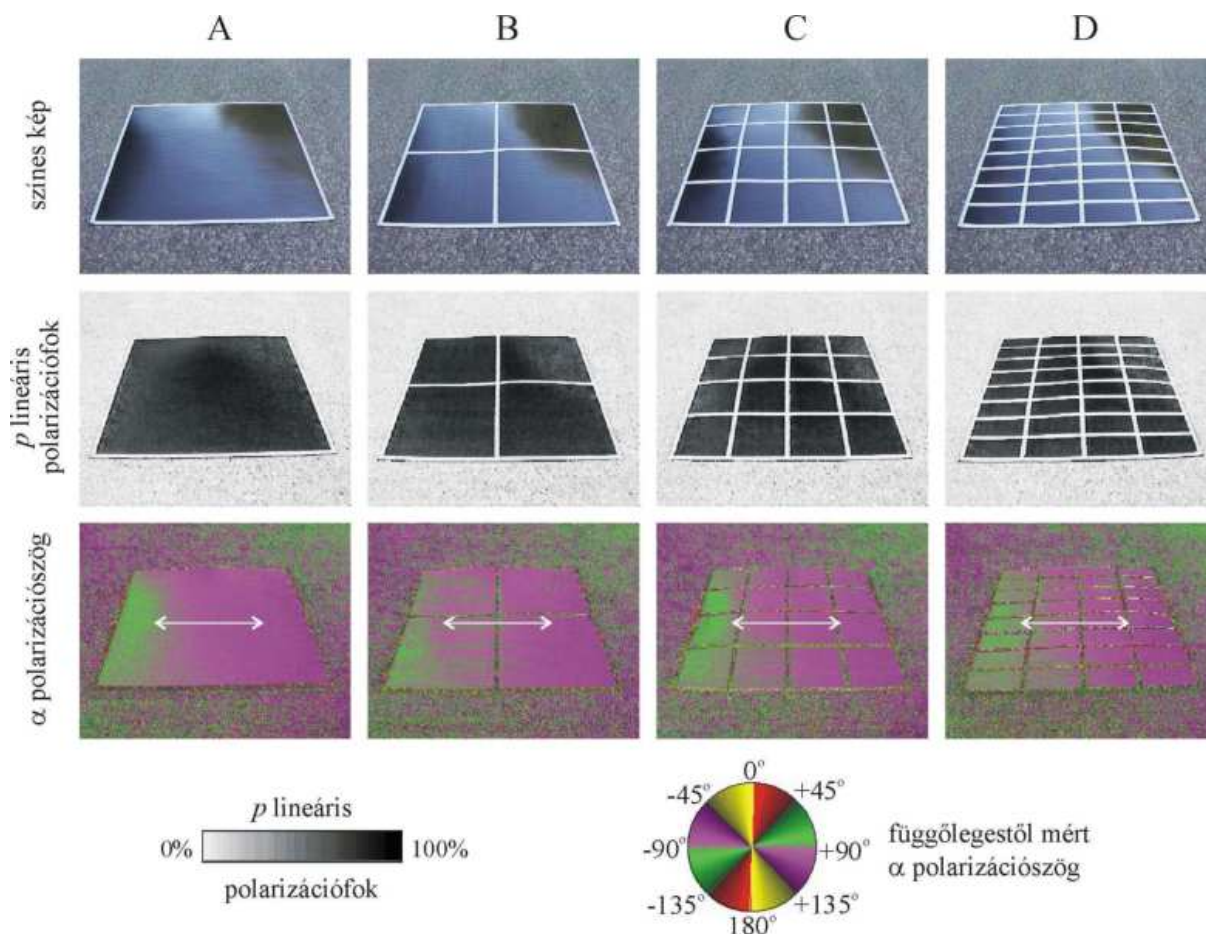 A B C D
színes kép
p lineáris
polarizációfok
α polarizációszög
p lineáris
0% 100%
polarizációfok
0°
-45° +45°
-90° +90°
-135° +135°
180°
függőlegestől mért
α polarizációszög